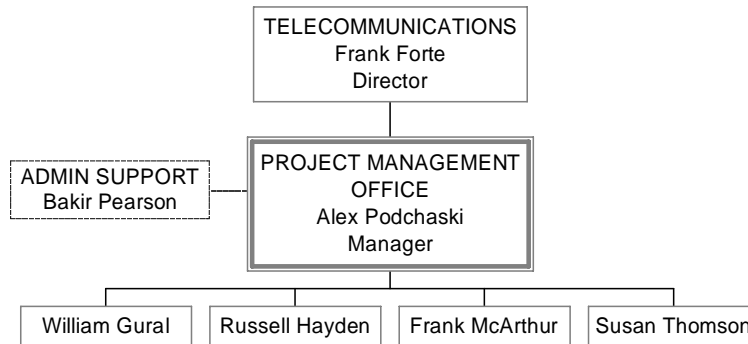 TELECOMMUNICATIONS
Frank Forte
Director
PROJECT MANAGEMENT
OFFICE
Alex Podchaski
Manager
ADMIN SUPPORT
Bakir Pearson
William Gural
Russell Hayden
Frank McArthur
Susan Thomson